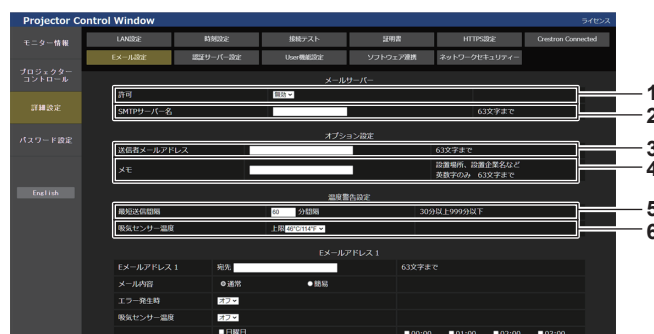 Projector Control Window
ライセンス
モニター情報
プロジェクター
コントロール
詳細設定
パスワード設定
English
LAN設定 時刻設定 接続テスト 証明書 HTTPS設定 Crestron Connected
Eメール設定 認証サーバー設定 User機能設定 ソフトウェア連携 ネットワークセキュリティー
メールサーバー
許可 無効 1
SMTPサーバー名 63文字まで 2
オプション設定
送信者メールアドレス 63文字まで 3
メモ 設置場所、設置企業名など
英数字のみ 63文字まで 4
温度警告設定
最短送信間隔 60 分間隔 30分以上999分以下 5
吸気センサー温度 上限 46°C/114°F 6
Eメールアドレス 1
Eメールアドレス 1 宛先 63文字まで
メール内容 通常 簡易
エラー発生時 オフ
吸気センサー温度 オフ
日曜日 00:00 01:00 02:00 03:00